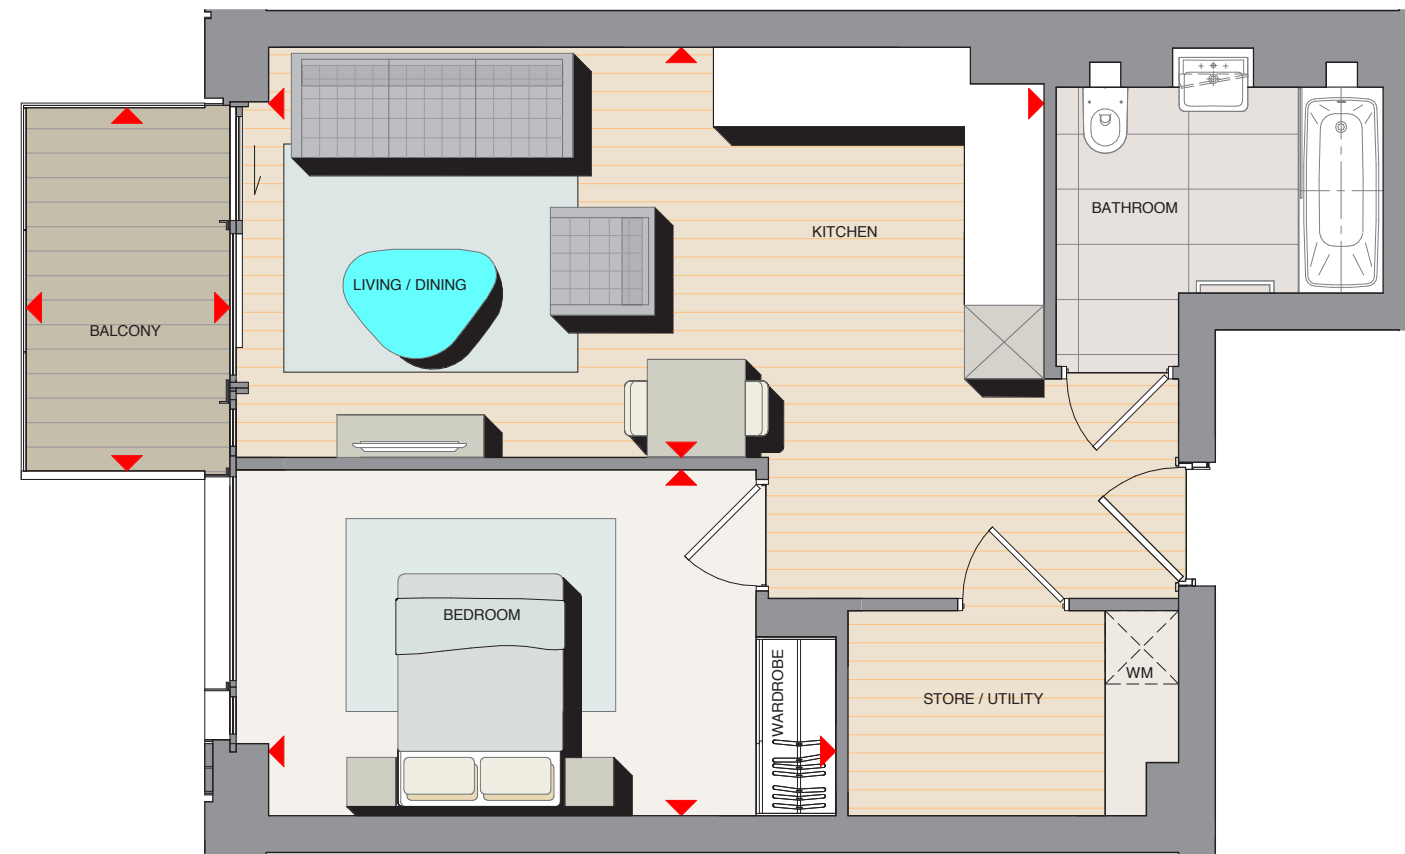 BATHROOM
KITCHEN
LIVING / DINING
BALCONY
BEDROOM
WARDROBE
WM
STORE / UTILITY